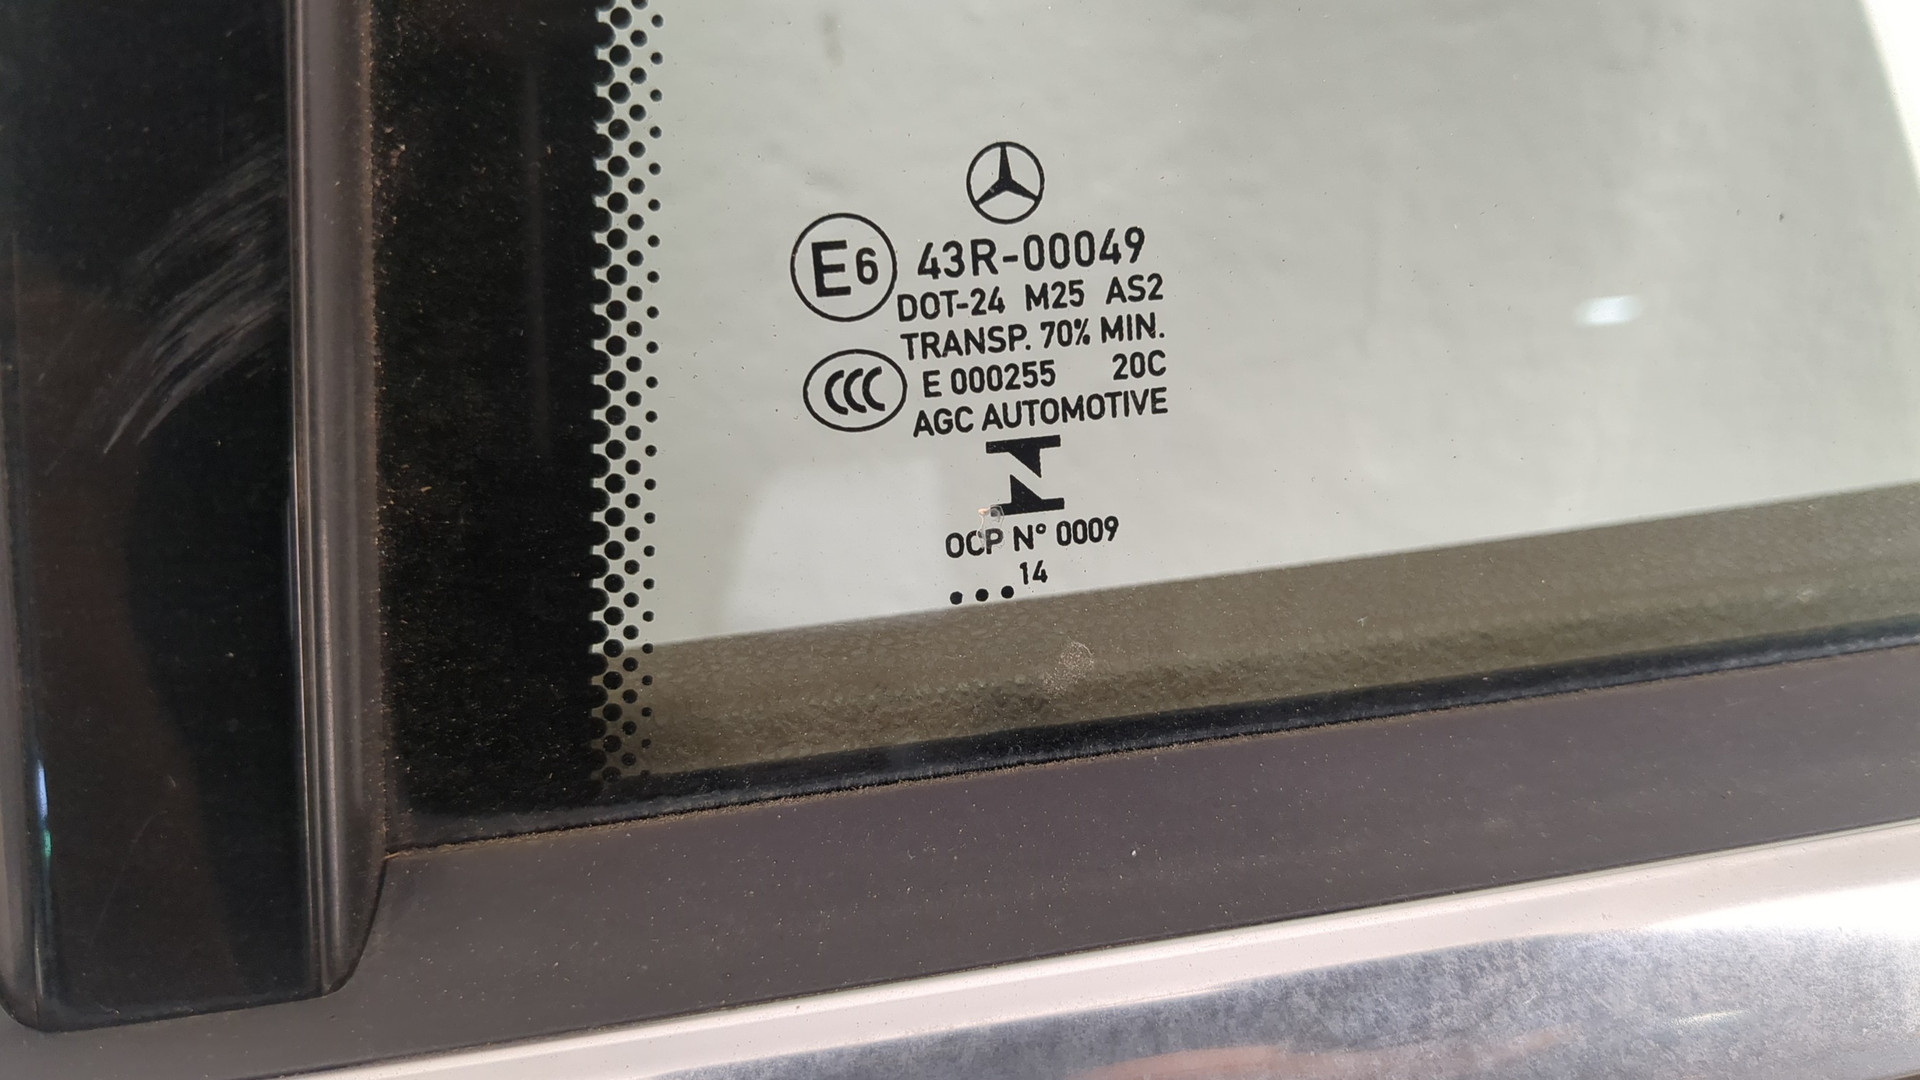 E6 43R-00049
DOT-24 M25 AS2
TRANSP. 70% MIN.
CCC E 000255 20C
AGC AUTOMOTIVE
OCP N° 0009
14
...